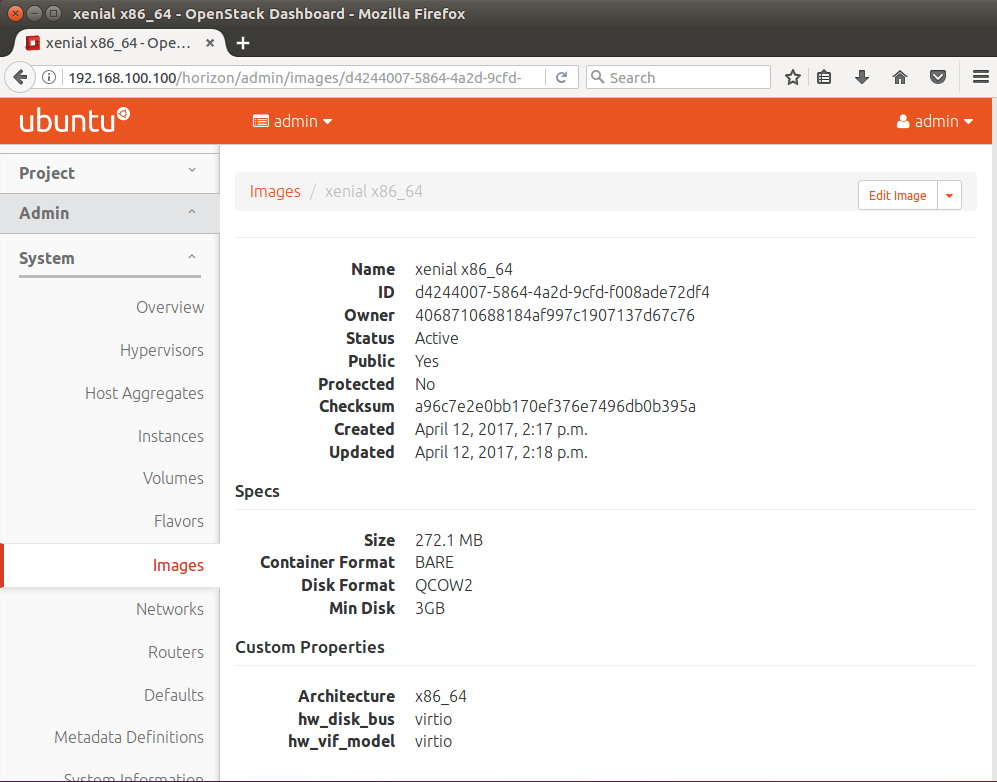 xenial x86_64 - OpenStack Dashboard - Mozilla Firefox
xenial x86_64 - Ope...
192.168.100.100/horizon/admin/images/d4244007-5864-4a2d-9cfd-
Search
ubuntu
admin
admin
Project
Admin
System
Overview
Hypervisors
Host Aggregates
Instances
Volumes
Flavors
Images
Networks
Routers
Defaults
Metadata Definitions
System Information
Images / xenial x86_64
Edit Image
Name xenial x86_64
ID d4244007-5864-4a2d-9cfd-f008ade72df4
Owner 4068710688184af997c1907137d67c76
Status Active
Public Yes
Protected No
Checksum a96c7e2e0bb170ef376e7496db0b395a
Created April 12, 2017, 2:17 p.m.
Updated April 12, 2017, 2:18 p.m.
Specs
Size 272.1 MB
Container Format BARE
Disk Format QCOW2
Min Disk 3GB
Custom Properties
Architecture x86_64
hw_disk_bus virtio
hw_vif_model virtio